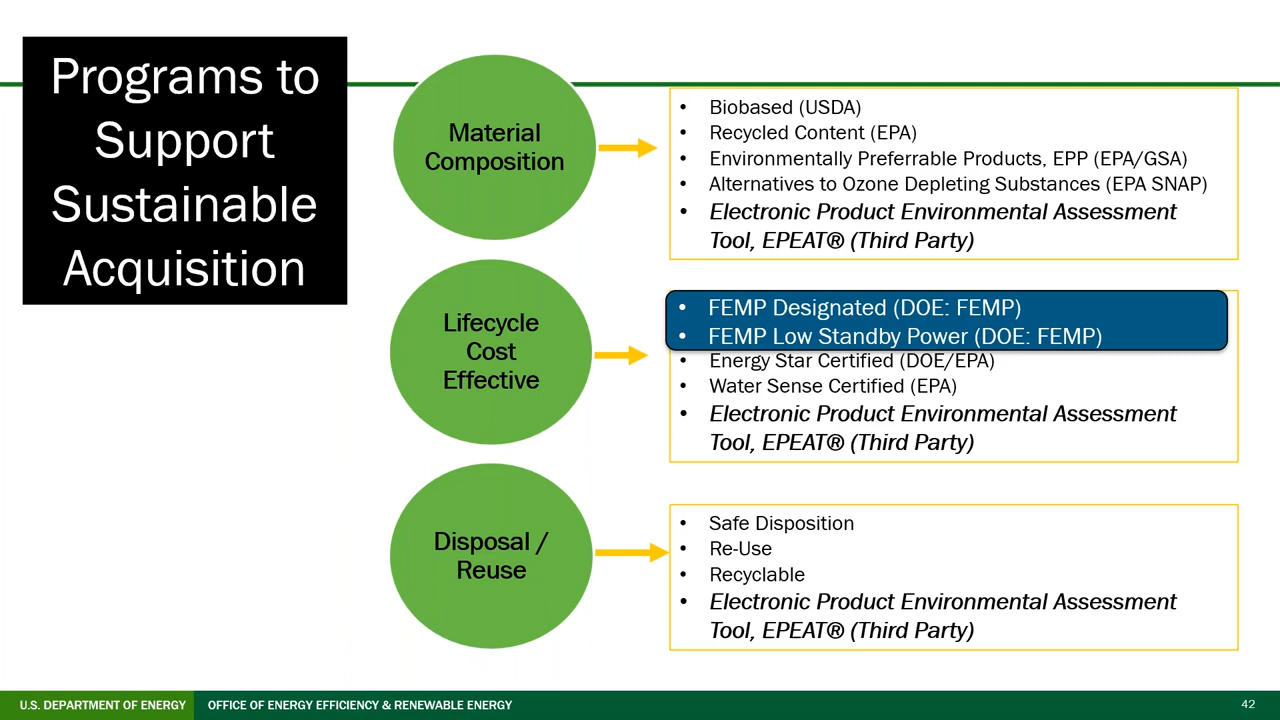 Programs to
Support
Sustainable
Acquisition
Material
Composition
• Biobased (USDA)
• Recycled Content (EPA)
• Environmentally Preferrable Products, EPP (EPA/GSA)
• Alternatives to Ozone Depleting Substances (EPA SNAP)
• Electronic Product Environmental Assessment
Tool, EPEAT® (Third Party)
Lifecycle
Cost
Effective
• FEMP Designated (DOE: FEMP)
• FEMP Low Standby Power (DOE: FEMP)
• Energy Star Certified (DOE/EPA)
• Water Sense Certified (EPA)
• Electronic Product Environmental Assessment
Tool, EPEAT® (Third Party)
Disposal /
Reuse
• Safe Disposition
• Re-Use
• Recyclable
• Electronic Product Environmental Assessment
Tool, EPEAT® (Third Party)
U.S. DEPARTMENT OF ENERGY OFFICE OF ENERGY EFFICIENCY & RENEWABLE ENERGY 42